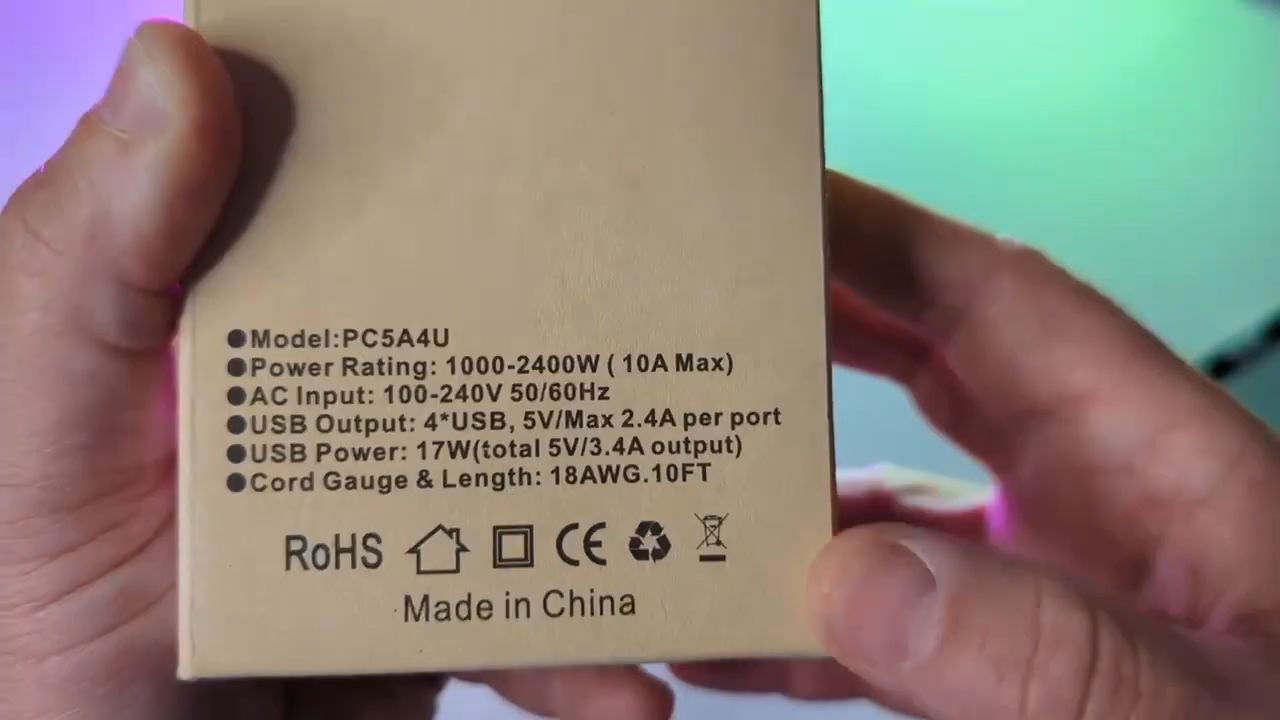 ●Model:PC5A4U
●Power Rating: 1000-2400W ( 10A Max)
●AC Input: 100-240V 50/60Hz
●USB Output: 4*USB, 5V/Max 2.4A per port
●USB Power: 17W(total 5V/3.4A output)
●Cord Gauge & Length: 18AWG.10FT
RoHS CE
Made in China